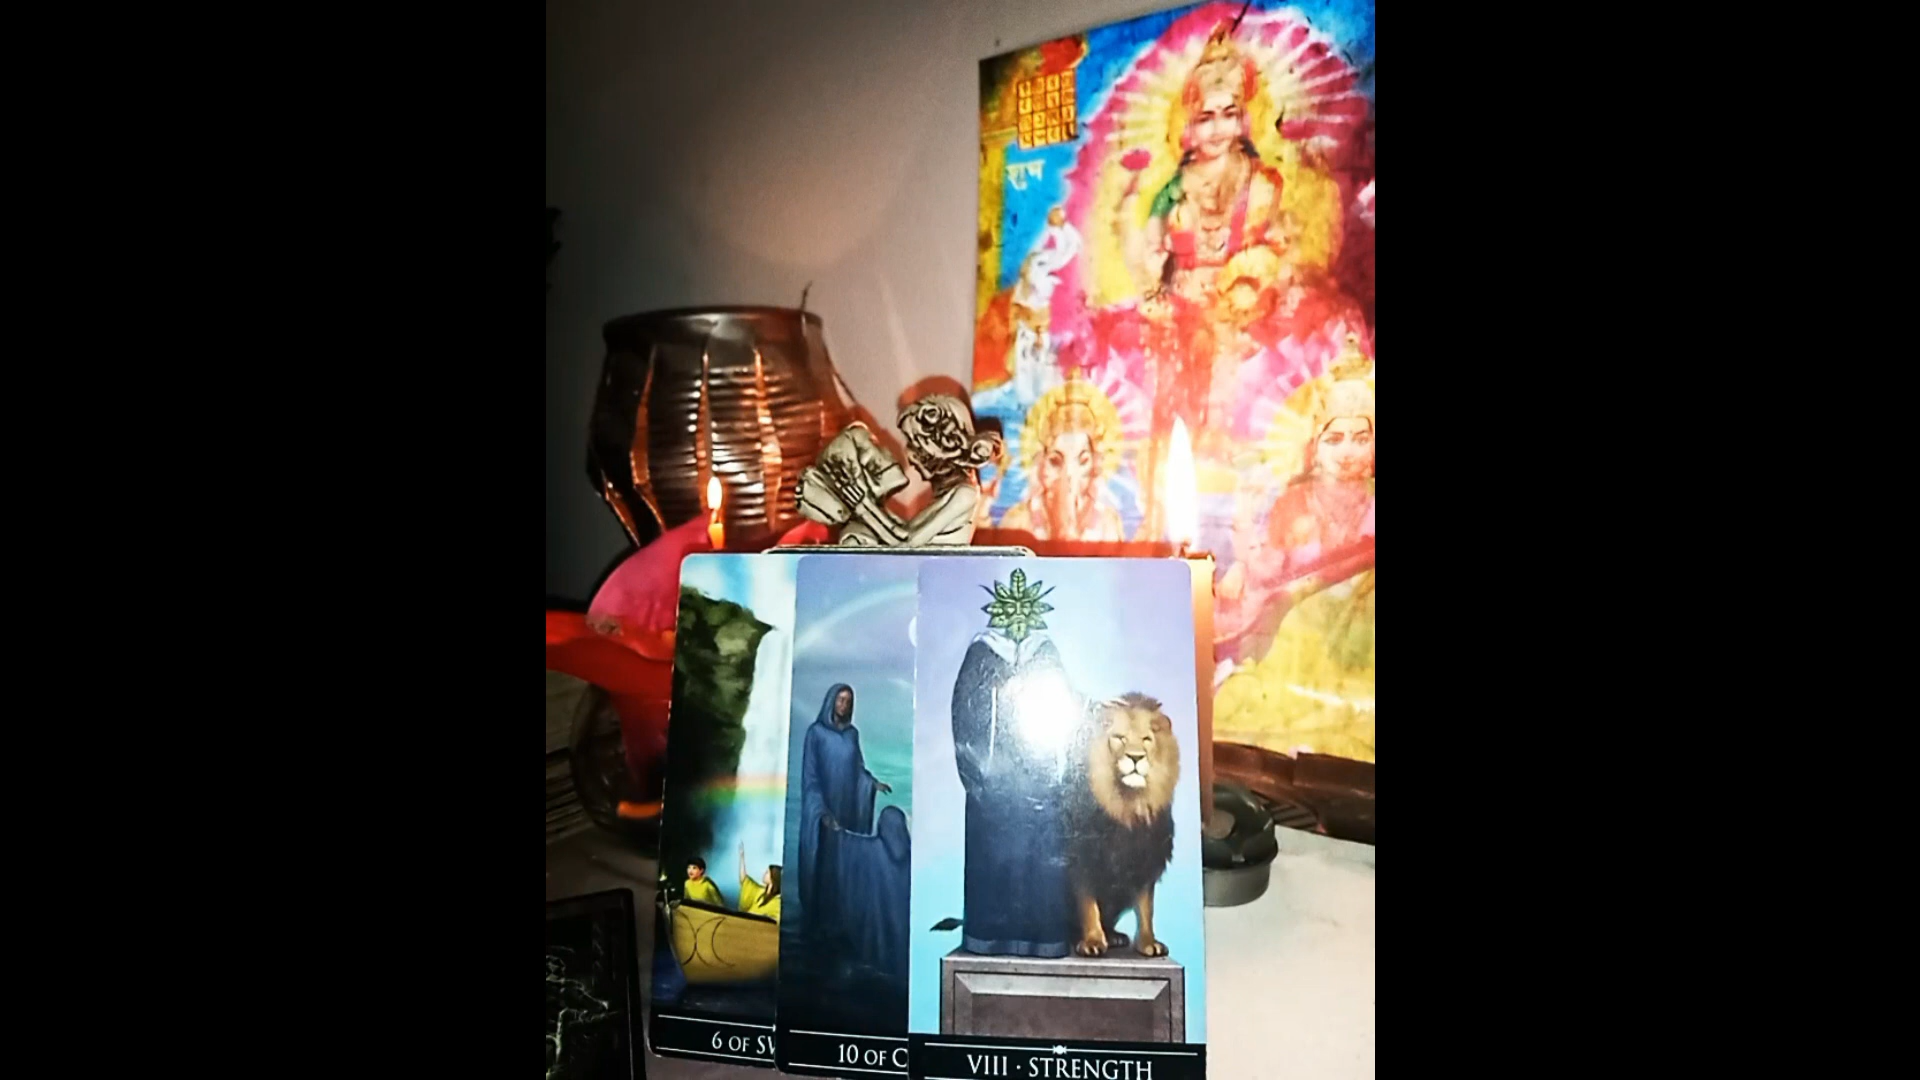 शुभ
6 OF SW
10 OF C
VIII · STRENGTH